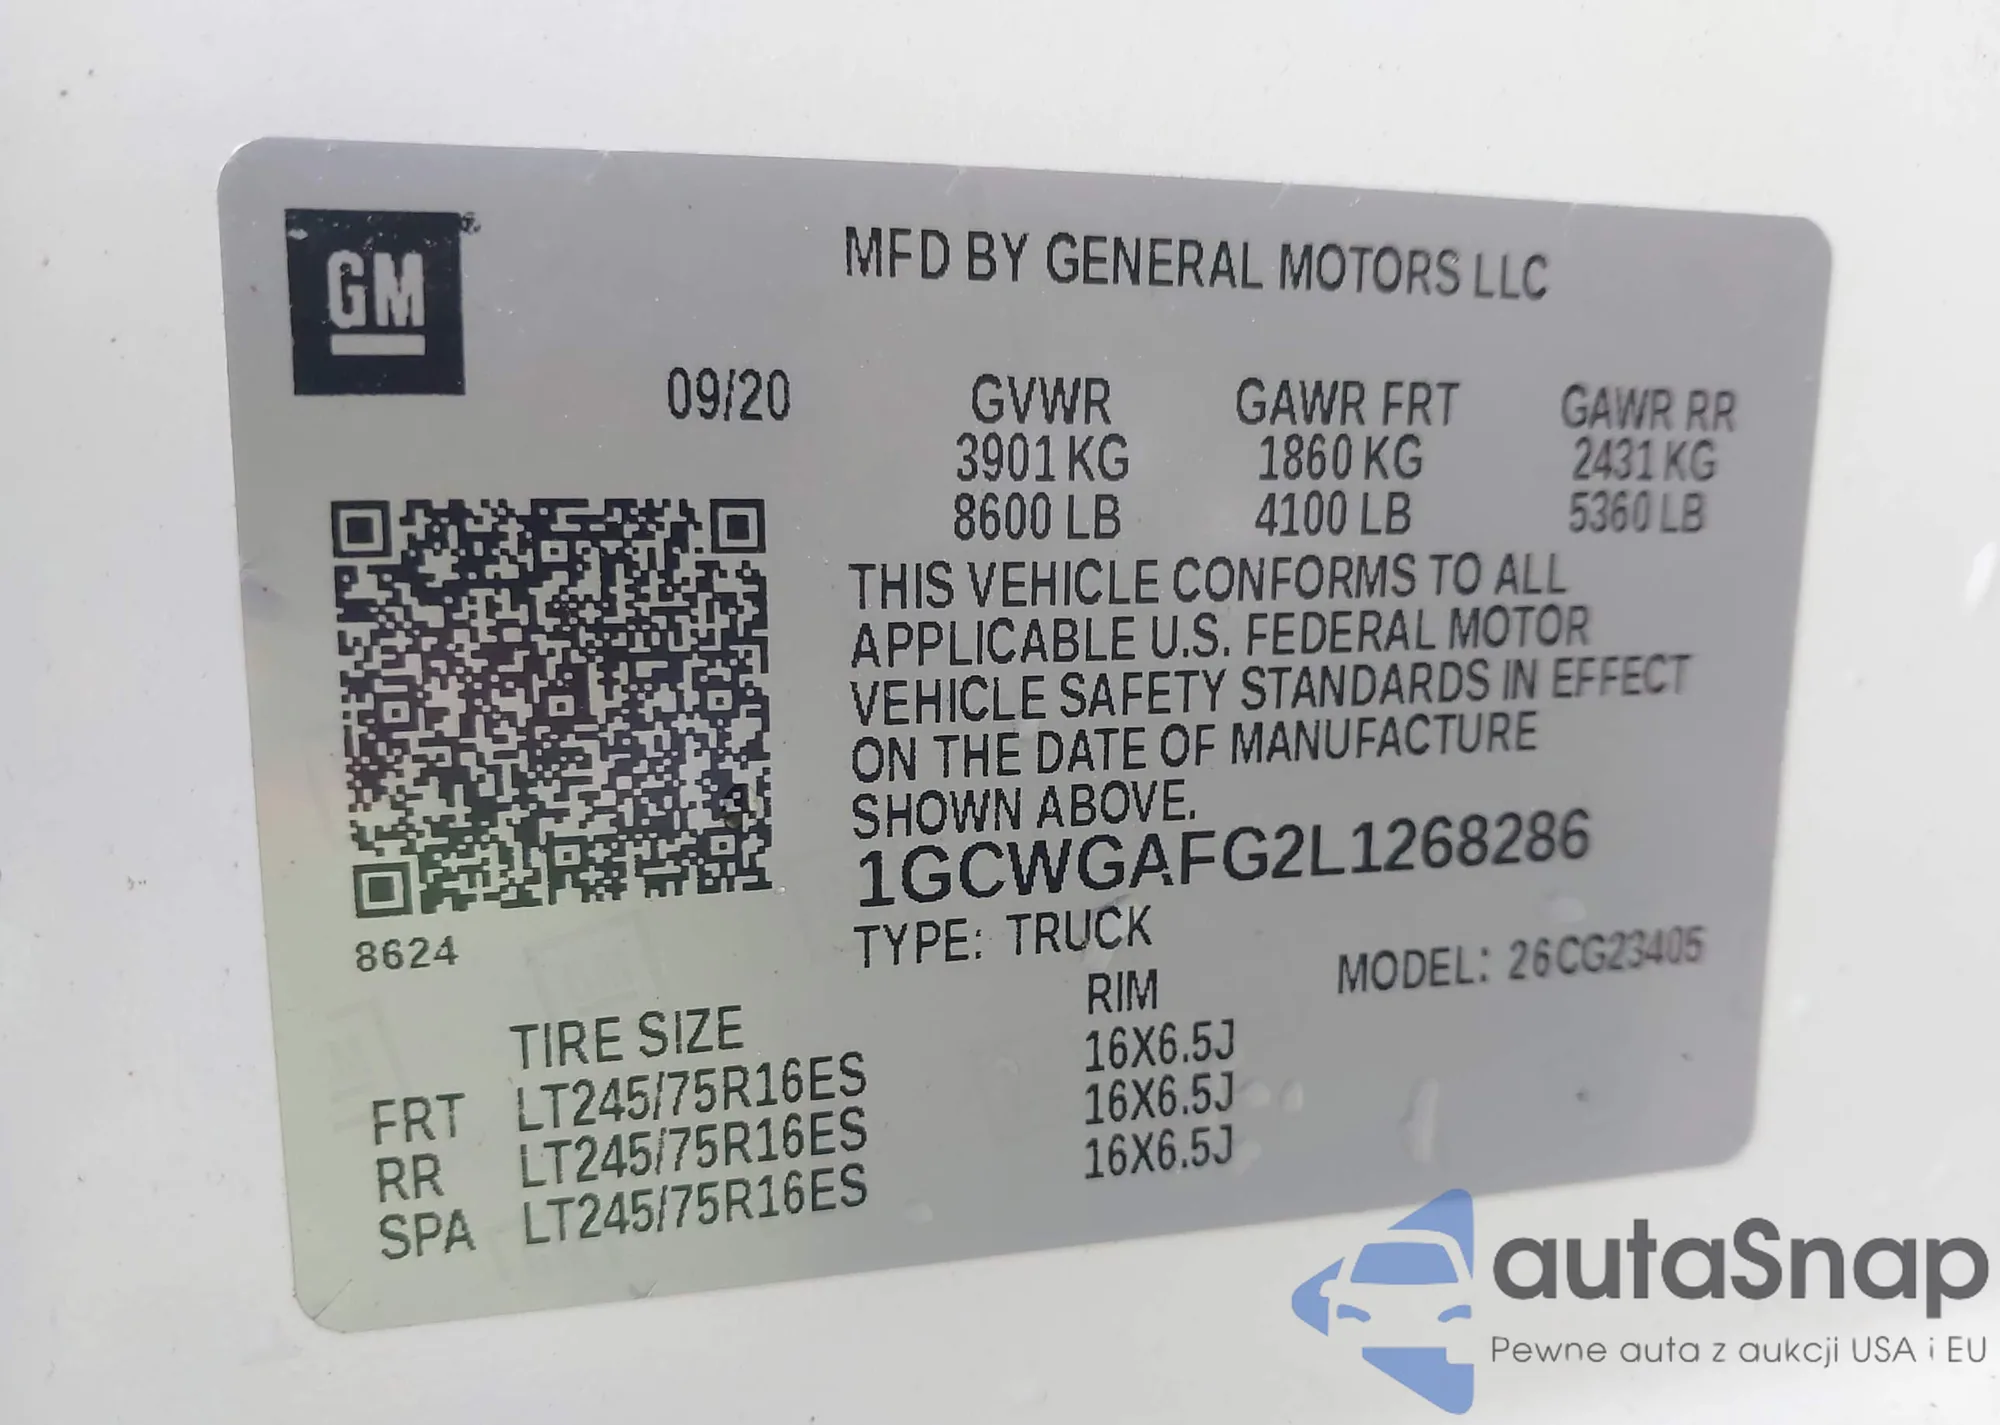 GM
MFD BY GENERAL MOTORS LLC
09/20 GVWR GAWR FRT GAWR RR
3901 KG 1860 KG 2431 KG
8600 LB 4100 LB 5360 LB
THIS VEHICLE CONFORMS TO ALL
APPLICABLE U.S. FEDERAL MOTOR
VEHICLE SAFETY STANDARDS IN EFFECT
ON THE DATE OF MANUFACTURE
SHOWN ABOVE.
1GCWGAFG2L1268286
8624
TYPE: TRUCK MODEL: 26CG23405
TIRE SIZE RIM
FRT LT245/75R16ES 16X6.5J
RR LT245/75R16ES 16X6.5J
SPA LT245/75R16ES 16X6.5J
autaSnap
Pewne auta z aukcji USA i EU